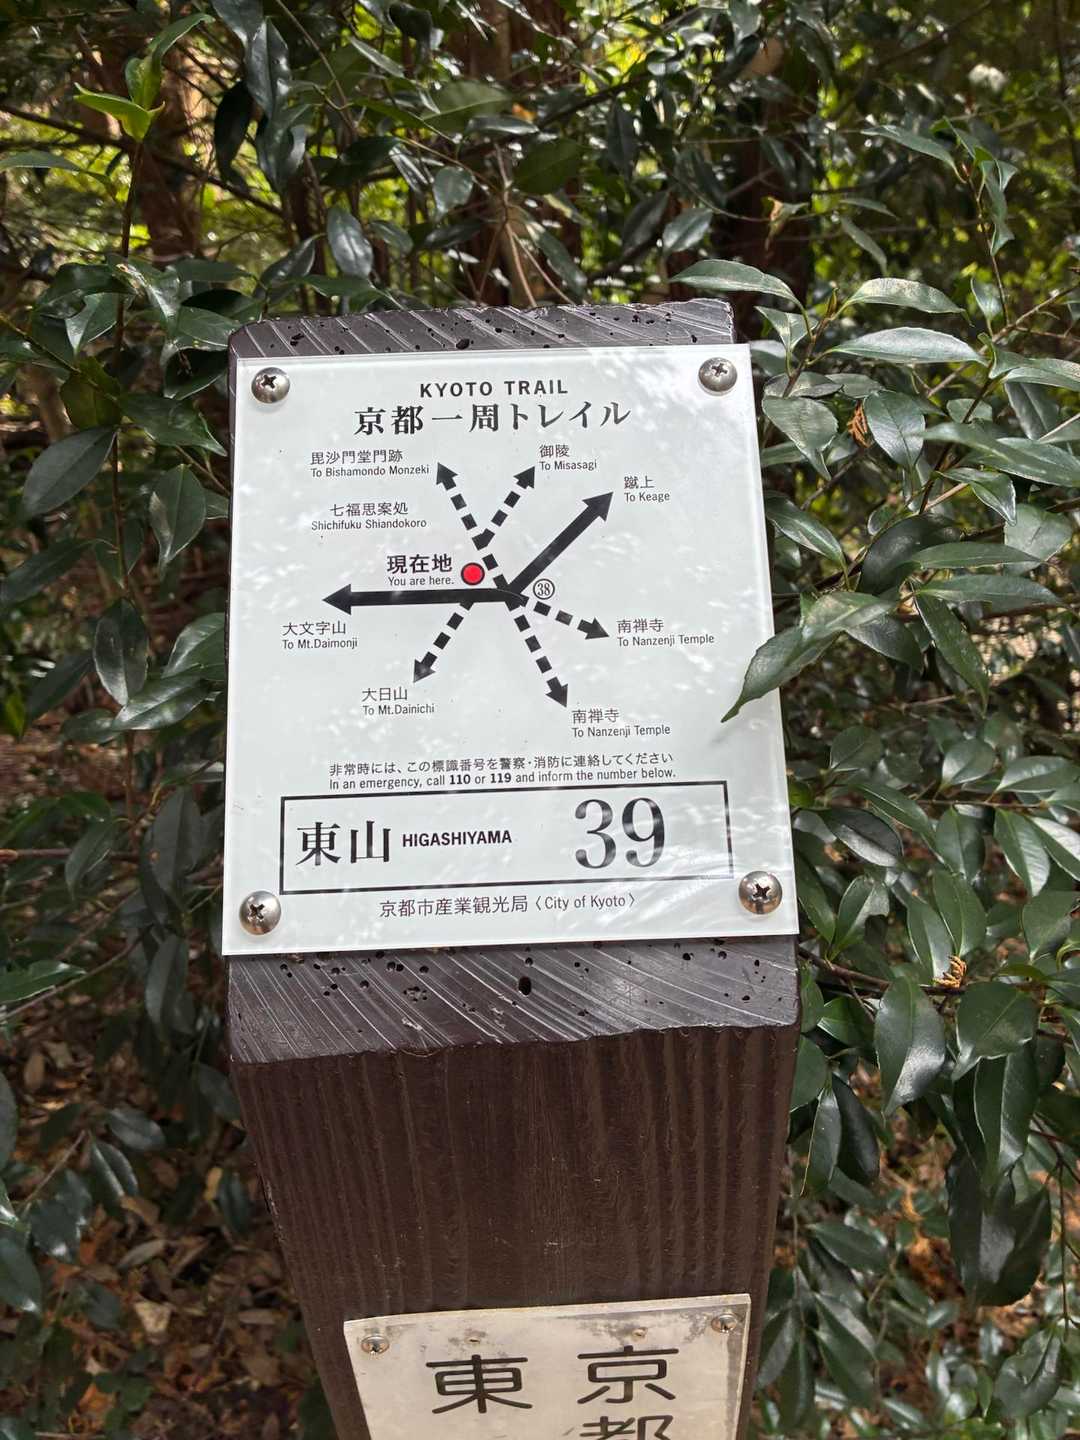 KYOTO TRAIL
京都一周トレイル
毘沙門堂門跡
To Bishamondo Monzeki
御陵
To Misasagi
蹴上
To Keage
七福思案処
Shichifuku Shiandokoro
現在地
You are here.
38
大文字山
To Mt.Daimonji
南禅寺
To Nanzenji Temple
大日山
To Mt.Dainichi
南禅寺
To Nanzenji Temple
非常時には、この標識番号を警察・消防に連絡してください
In an emergency, call 110 or 119 and inform the number below.
東山 HIGASHIYAMA 39
京都市産業観光局〈City of Kyoto〉
京都
東